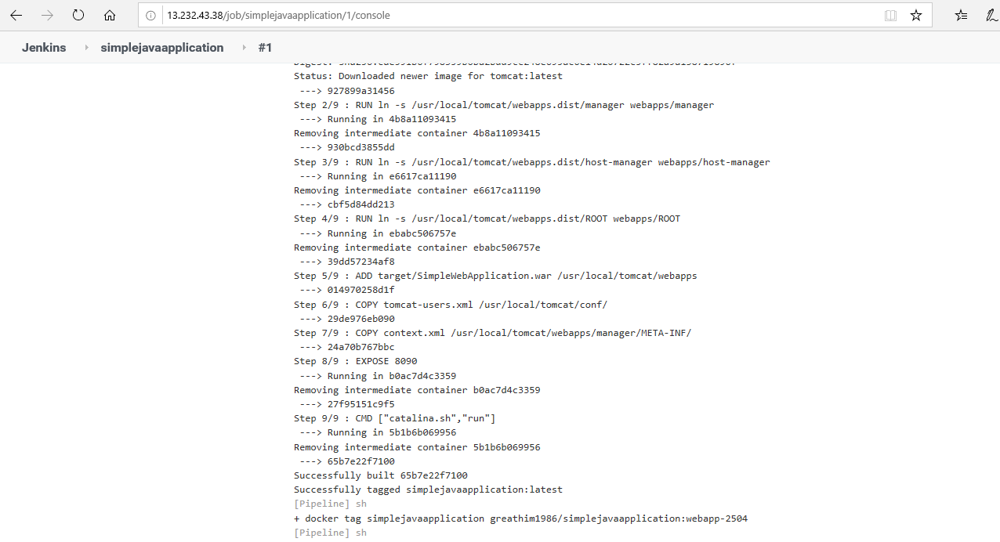 13.232.43.38/job/simplejavaapplication/1/console
Jenkins simplejavaapplication #1
Status: Downloaded newer image for tomcat:latest
---> 927899a31456
Step 2/9 : RUN ln -s /usr/local/tomcat/webapps.dist/manager webapps/manager
---> Running in 4b8a11093415
Removing intermediate container 4b8a11093415
---> 930bcd3855dd
Step 3/9 : RUN ln -s /usr/local/tomcat/webapps.dist/host-manager webapps/host-manager
---> Running in e6617ca11190
Removing intermediate container e6617ca11190
---> cbf5d84dd213
Step 4/9 : RUN ln -s /usr/local/tomcat/webapps.dist/ROOT webapps/ROOT
---> Running in ebabc506757e
Removing intermediate container ebabc506757e
---> 39dd57234af8
Step 5/9 : ADD target/SimpleWebApplication.war /usr/local/tomcat/webapps
---> 014970258d1f
Step 6/9 : COPY tomcat-users.xml /usr/local/tomcat/conf/
---> 29de976eb090
Step 7/9 : COPY context.xml /usr/local/tomcat/webapps/manager/META-INF/
---> 24a70b767bbc
Step 8/9 : EXPOSE 8090
---> Running in b0ac7d4c3359
Removing intermediate container b0ac7d4c3359
---> 27f95151c9f5
Step 9/9 : CMD ["catalina.sh","run"]
---> Running in 5b1b6b069956
Removing intermediate container 5b1b6b069956
---> 65b7e22f7100
Successfully built 65b7e22f7100
Successfully tagged simplejavaapplication:latest
[Pipeline] sh
+ docker tag simplejavaapplication greathim1986/simplejavaapplication:webapp-2504
[Pipeline] sh